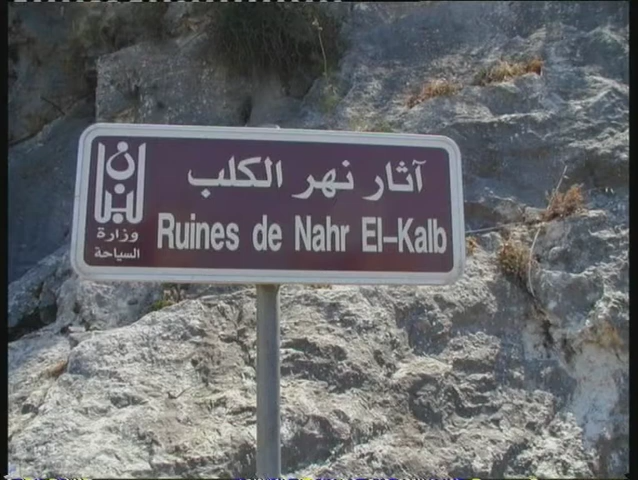 آثار نهر الكلب
Ruines de Nahr El-Kalb
لبنان
وزارة
السياحة